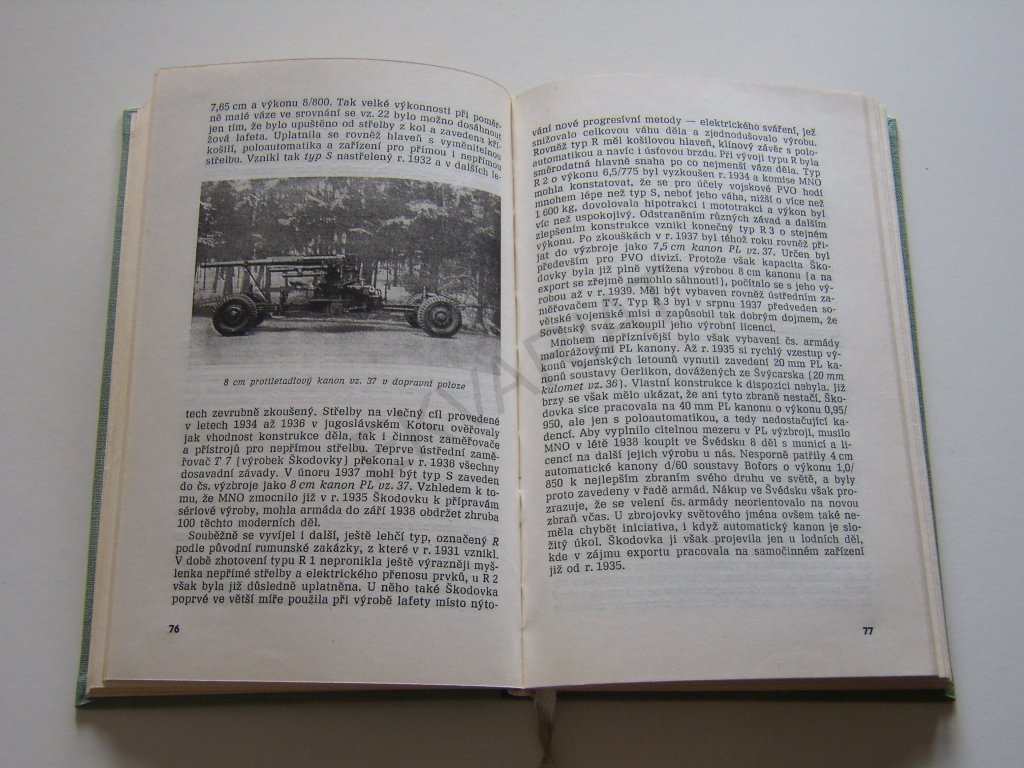 7,65 cm a výkonu 8/800. Tak velké výkonnosti při poměr-
ně malé váze ve srovnání se vz. 22 bylo možno dosáhnout
jen tím, že bylo upuštěno od střelby z kol a zavedena kří-
žová lafeta. Uplatnila se rovněž hlaveň s vyměnitelnou
košilí, poloautomatika a zařízení pro přímou i nepřímou
střelbu. Vznikl tak typ S nastřelený r. 1932 a v dalších le-
8 cm protiletadlový kanon vz. 37 v dopravní poloze
tech zevrubně zkoušený. Střelby na vlečný cíl provedené
v letech 1934 až 1936 v jugoslávském Kotoru ověřovaly
jak vhodnost konstrukce děla, tak i činnost zaměřovače
a přístrojů pro nepřímou střelbu. Teprve ústřední zamě-
řovač T 7 (výrobek Škodovky) překonal v r. 1936 všechny
dosavadní závady. V únoru 1937 mohl být typ S zaveden
do čs. výzbroje jako 8 cm kanon PL vz. 37. Vzhledem k to-
mu, že MNO zmocnilo již v r. 1935 Škodovku k přípravám
sériové výroby, mohla armáda do září 1938 obdržet zhruba
100 těchto moderních děl.
Souběžně se vyvíjel i další, ještě lehčí typ, označený R
podle původní rumunské zakázky, z které v r. 1931 vznikl.
V době zhotovení typu R 1 nepronikla ještě výrazněji myš-
lenka nepřímé střelby a elektrického přenosu prvků, u R 2
však byla již důsledně uplatněna. U něho také Škodovka
poprvé ve větší míře použila při výrobě lafety místo nýto-
76
vání nové progresívní metody — elektrického sváření, jež
snižovalo celkovou váhu děla a zjednodušovalo výrobu.
Rovněž typ R měl košilovou hlaveň, klínový závěr s polo-
automatikou a navíc i ústovou brzdu. Při vývoji typu R byla
směrodatná hlavně snaha po co nejmenší váze děla. Typ
R 2 o výkonu 6,5/775 byl vyzkoušen r. 1934 a komise MNO
mohla konstatovat, že se pro účely vojskové PVO hodí
mnohem lépe než typ S, neboť jeho váha, nižší o více než
1 600 kg, dovolovala hipotrakci i mototrakci a výkon byl
víc než uspokojivý. Odstraněním různých závad a dalším
zlepšením konstrukce vznikl konečný typ R 3 o stejném
výkonu. Po zkouškách v r. 1937 byl téhož roku rovněž při-
jat do výzbroje jako 7,5 cm kanon PL vz. 37. Určen byl
především pro PVO divizí. Protože však kapacita Ško-
dovky byla již plně vytížena výrobou 8 cm kanonu (a na
export se zřejmě nemohlo sáhnout), počítalo se s jeho vý-
robou až v r. 1939. Měl být vybaven rovněž ústředním za-
měřovačem T 7. Typ R 3 byl v srpnu 1937 předveden so-
větské vojenské misi a zapůsobil tak dobrým dojmem, že
Sovětský svaz zakoupil jeho výrobní licenci.
Mnohem nepříznivější bylo však vybavení čs. armády
malorážovými PL kanony. Až r. 1935 si rychlý vzestup vý-
konů vojenských letounů vynutil zavedení 20 mm PL ka-
nonů soustavy Oerlikon, dovážených ze Švýcarska (20 mm
kulomet vz. 36). Vlastní konstrukce k dispozici nebyla. Již
brzy se však mělo ukázat, že ani tyto zbraně nestačí. Ško-
dovka sice pracovala na 40 mm PL kanonu o výkonu 0,95/
950, ale jen s poloautomatikou, a tedy nedostačující ka-
dencí. Aby vyplnilo citelnou mezeru v PL výzbroji, musilo
MNO v létě 1938 koupit ve Švédsku 8 děl s municí a li-
cenci další jejich výrobu u nás. Nesporně patřily 4 cm
automatické kanony d/60 soustavy Bofors o výkonu 1,0/
850 k nejlepším zbraním svého druhu ve světě, a byly
proto zavedeny v řadě armád. Nákup ve Švédsku však pro-
zrazuje, že se velení čs. armády neorientovalo na novou
zbraň včas. U zbrojovky světového jména ovšem také ne-
měla chybět iniciativa, i když automatický kanon je slo-
žitý úkol. Škodovka ji však projevila jen u lodních děl,
kde v zájmu exportu pracovala na samočinném zařízení
již od r. 1935.
77